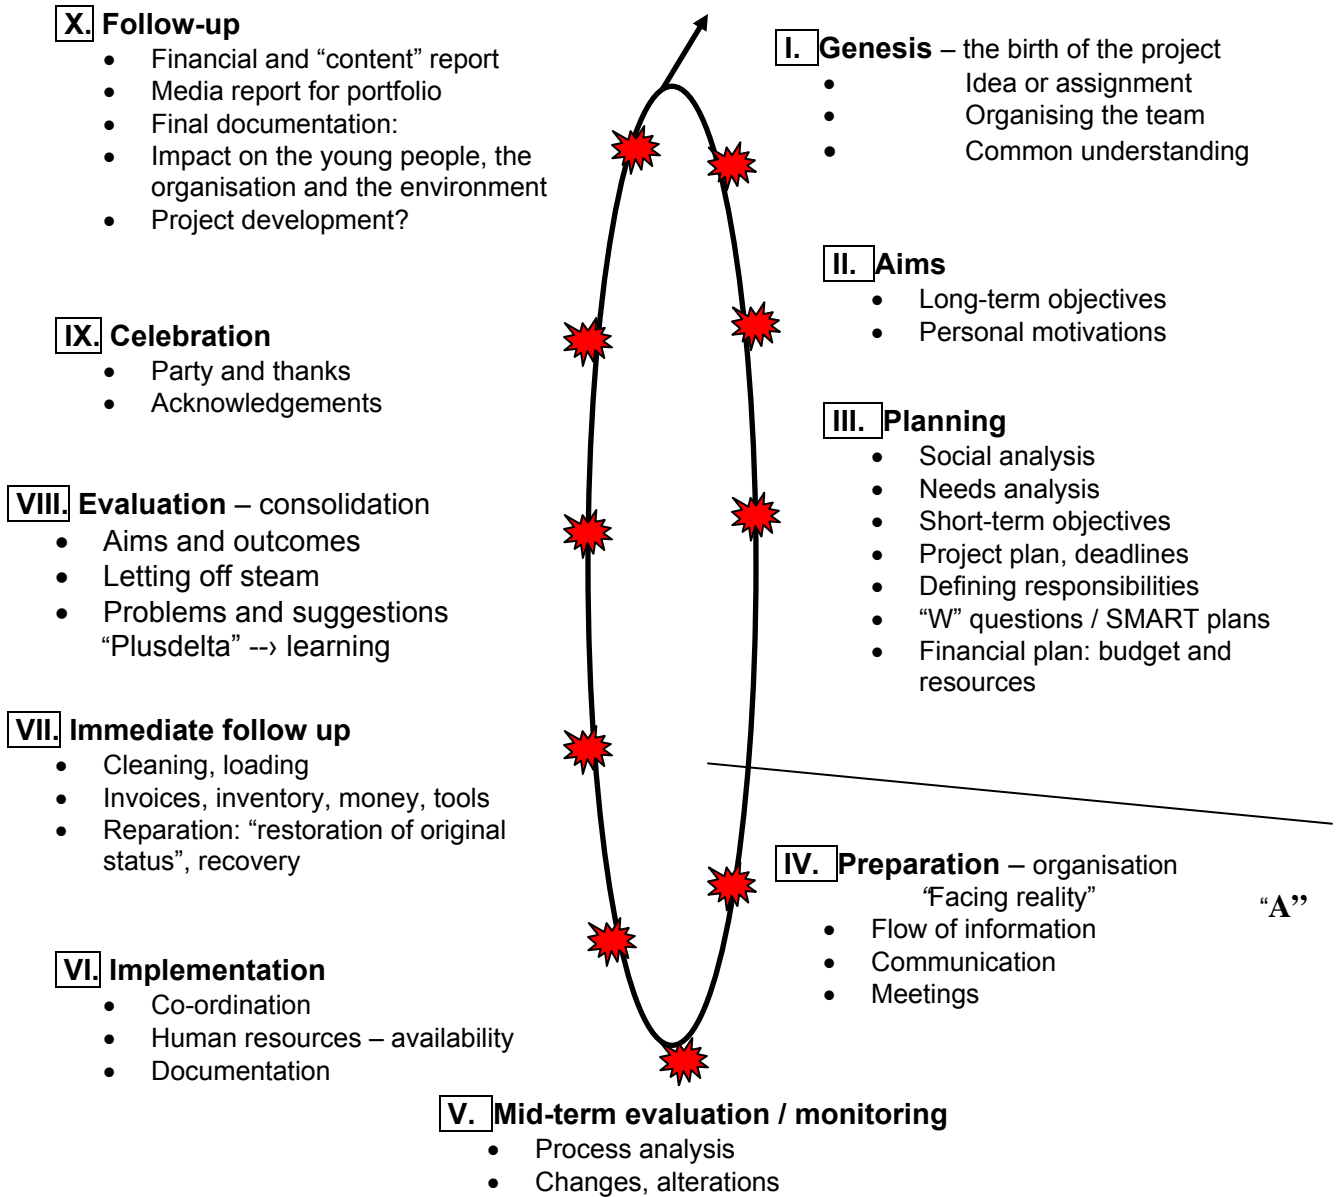 I. Genesis – the birth of the project
• Idea or assignment
• Organising the team
• Common understanding
II. Aims
• Long-term objectives
• Personal motivations
III. Planning
• Social analysis
• Needs analysis
• Short-term objectives
• Project plan, deadlines
• Defining responsibilities
• “W” questions / SMART plans
• Financial plan: budget and
resources
IV. Preparation – organisation
“Facing reality”
“A”
• Flow of information
• Communication
• Meetings
V. Mid-term evaluation / monitoring
• Process analysis
• Changes, alterations
VI. Implementation
• Co-ordination
• Human resources – availability
• Documentation
VII. Immediate follow up
• Cleaning, loading
• Invoices, inventory, money, tools
• Reparation: “restoration of original
status”, recovery
VIII. Evaluation – consolidation
• Aims and outcomes
• Letting off steam
• Problems and suggestions
“Plusdelta” --› learning
IX. Celebration
• Party and thanks
• Acknowledgements
X. Follow-up
• Financial and “content” report
• Media report for portfolio
• Final documentation:
• Impact on the young people, the
organisation and the environment
• Project development?